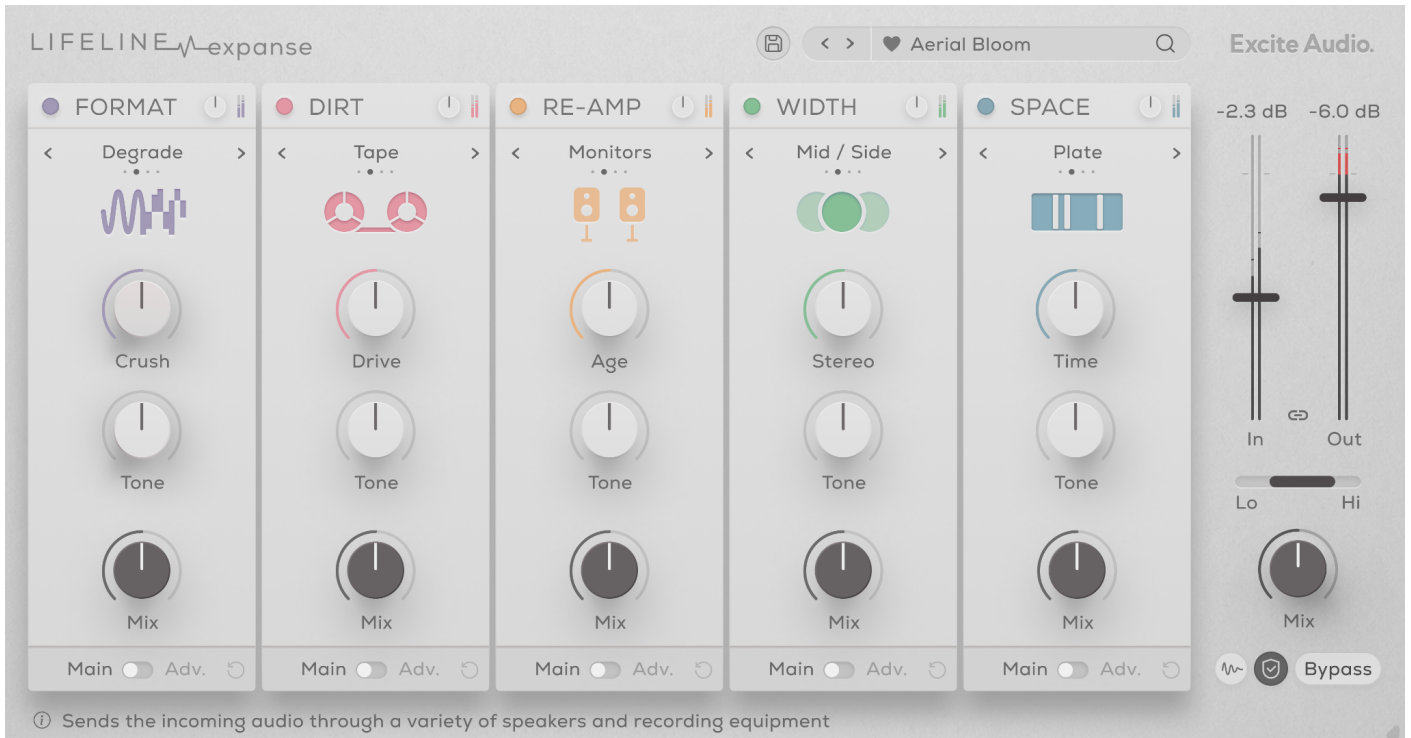 LIFELINE expanse
Aerial Bloom
Excite Audio.
FORMAT DIRT RE-AMP WIDTH SPACE
-2.3 dB -6.0 dB
Degrade Tape Monitors Mid / Side Plate
Crush Drive Age Stereo Time
In Out
Tone Tone Tone Tone Tone
Lo Hi
Mix Mix Mix Mix Mix Mix
Main Adv. Main Adv. Main Adv. Main Adv. Main Adv. Bypass
Sends the incoming audio through a variety of speakers and recording equipment